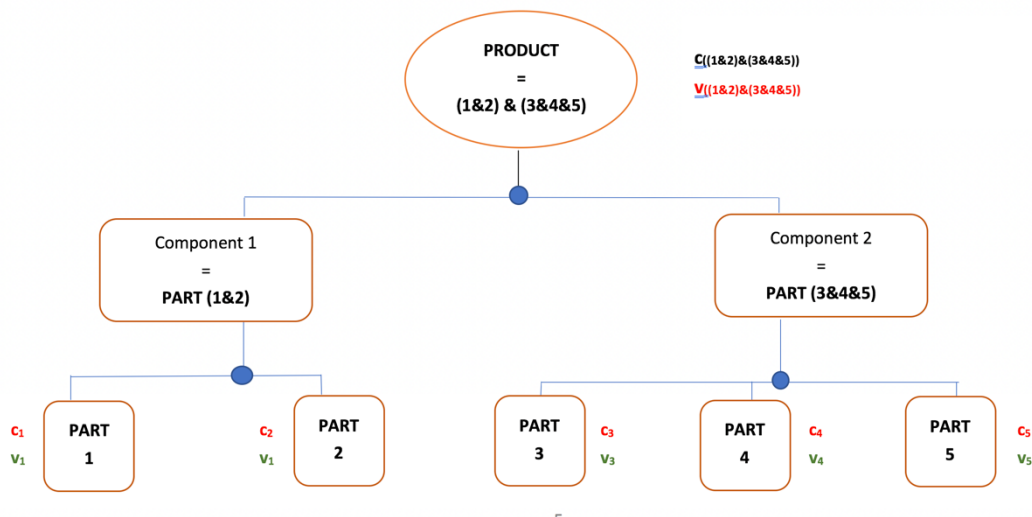 PRODUCT
=
(1&2) & (3&4&5)
C((1&2)&(3&4&5))
V((1&2)&(3&4&5))
Component 1
=
PART (1&2)
Component 2
=
PART (3&4&5)
C₁
V₁
PART
1
C₂
V₁
PART
2
PART
3
C₃
V₃
PART
4
C₄
V₄
PART
5
C₅
V₅